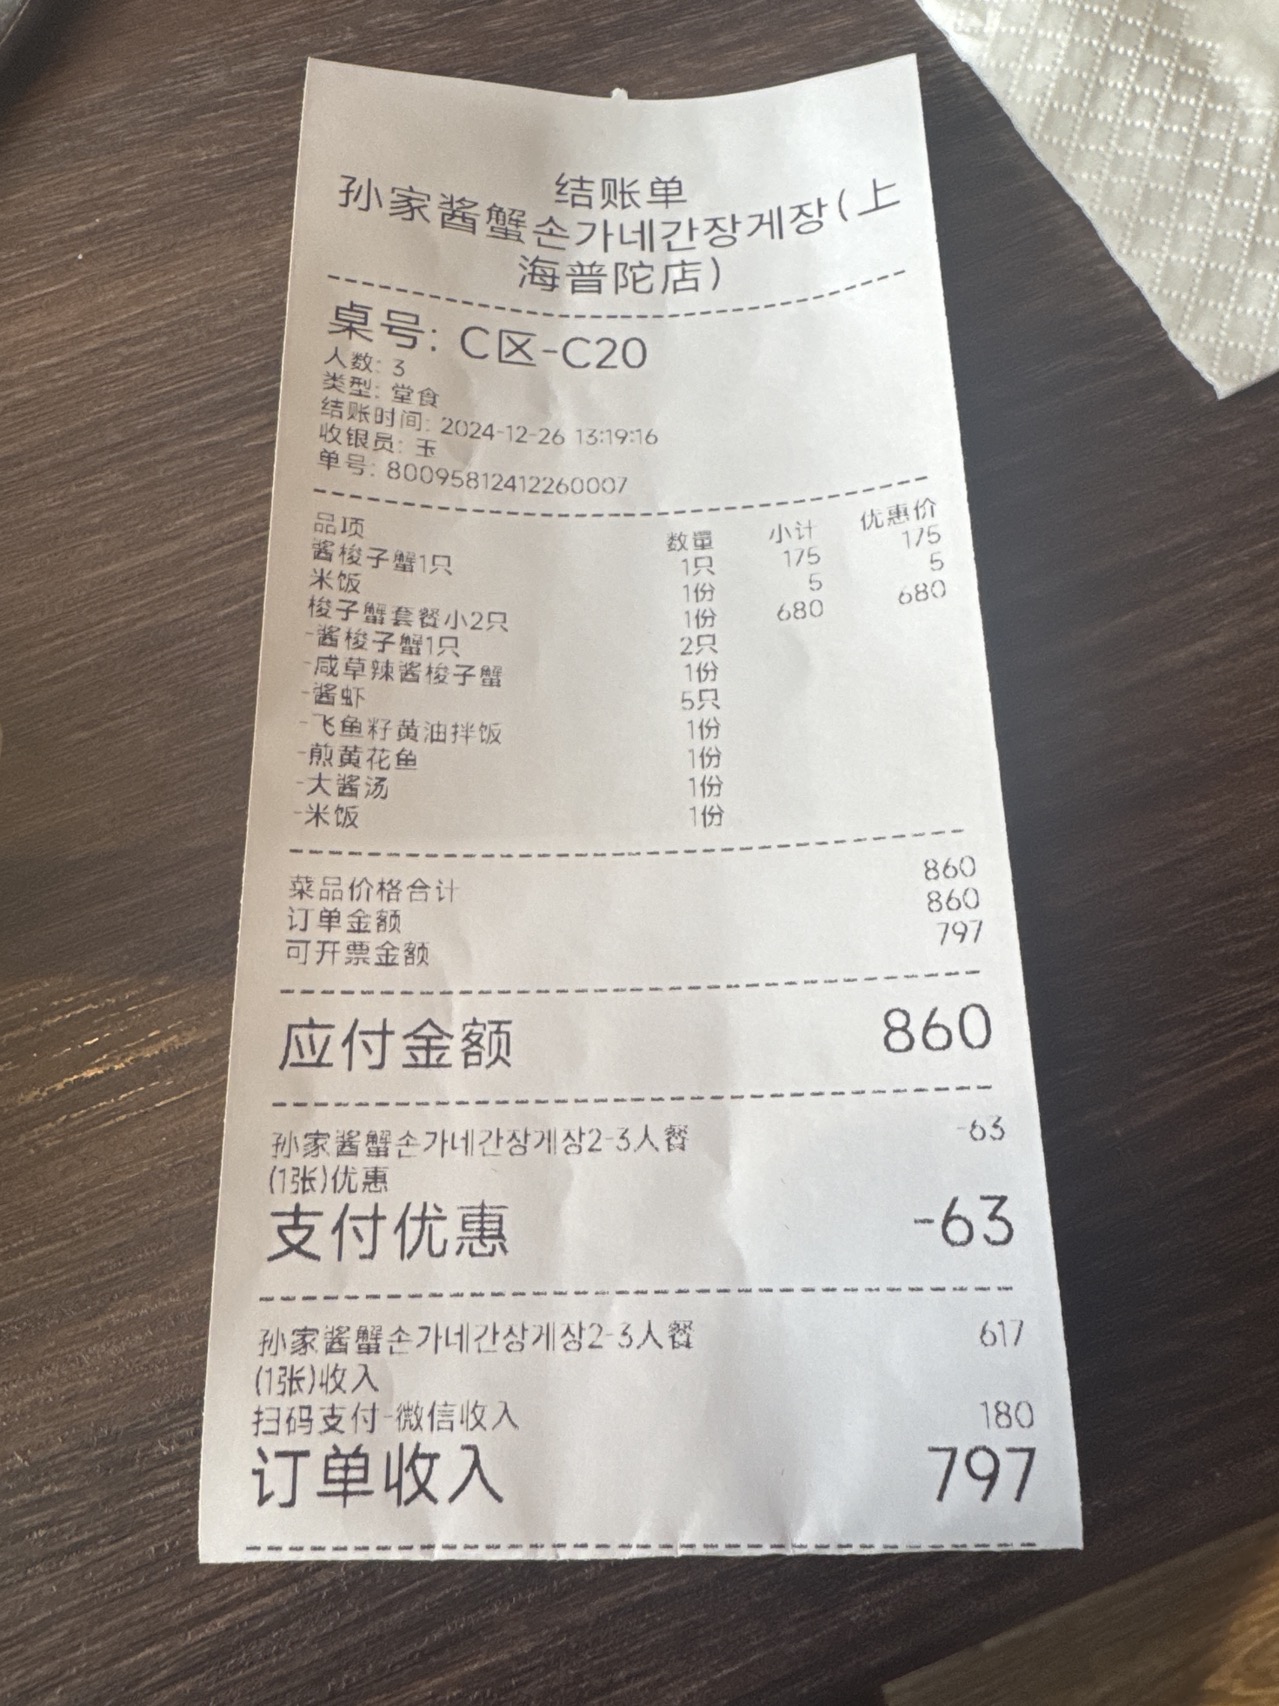 结账单
孙家酱蟹손가네간장게장(上
海普陀店)
桌号: C区-C20
人数: 3
类型: 堂食
结账时间: 2024-12-26 13:19:16
收银员: 玉
单号: 80095812412260007
品项 数量 小计 优惠价
酱梭子蟹1只 1只 175 175
米饭 1份 5 5
梭子蟹套餐小2只 1份 680 680
-酱梭子蟹1只 2只
-咸草辣酱梭子蟹 1份
-酱虾 5只
-飞鱼籽黄油拌饭 1份
-煎黄花鱼 1份
-大酱汤 1份
-米饭 1份
菜品价格合计 860
订单金额 860
可开票金额 797
应付金额 860
孙家酱蟹손가네간장게장2-3人餐 -63
(1张)优惠
支付优惠 -63
孙家酱蟹손가네간장게장2-3人餐 617
(1张)收入
扫码支付-微信收入 180
订单收入 797